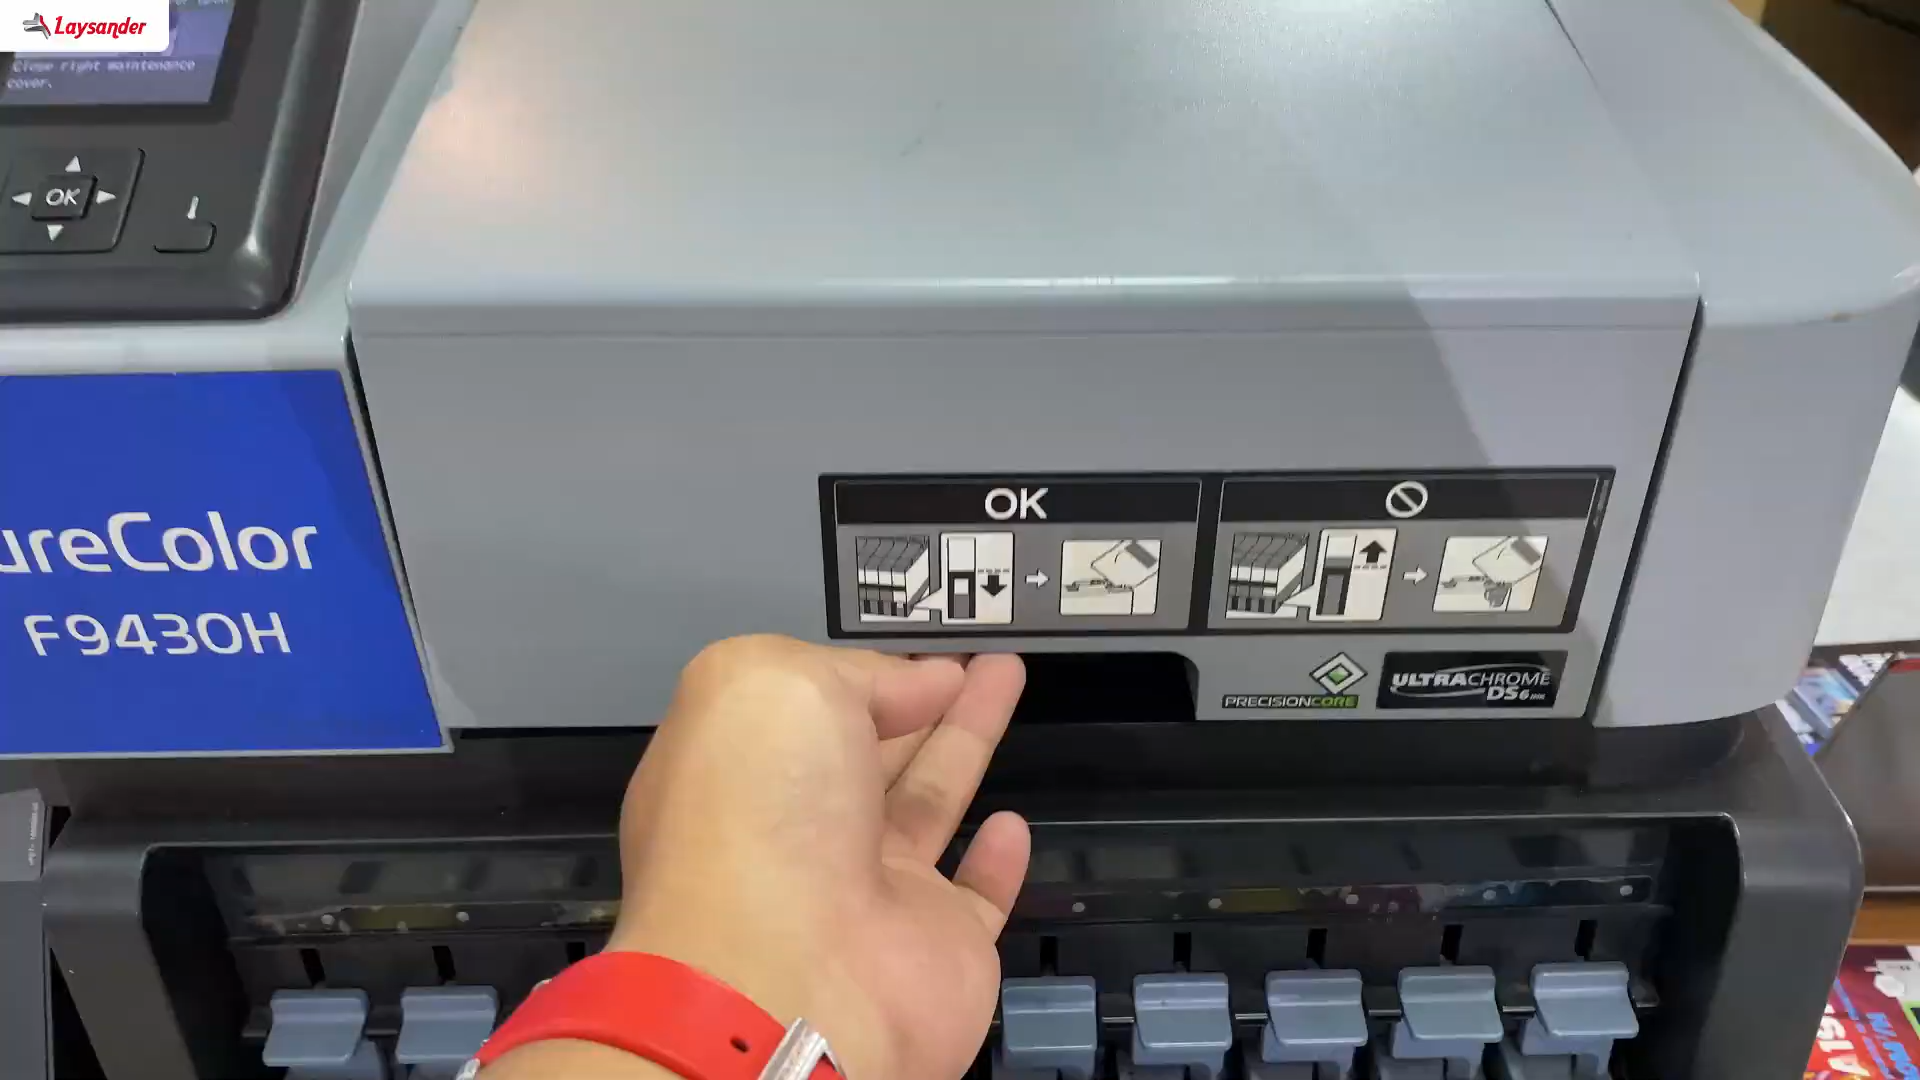 Laysander
Close right maintenance
cover.
OK
ureColor
F9430H
OK
PRECISIONCORE
ULTRACHROME
DS6